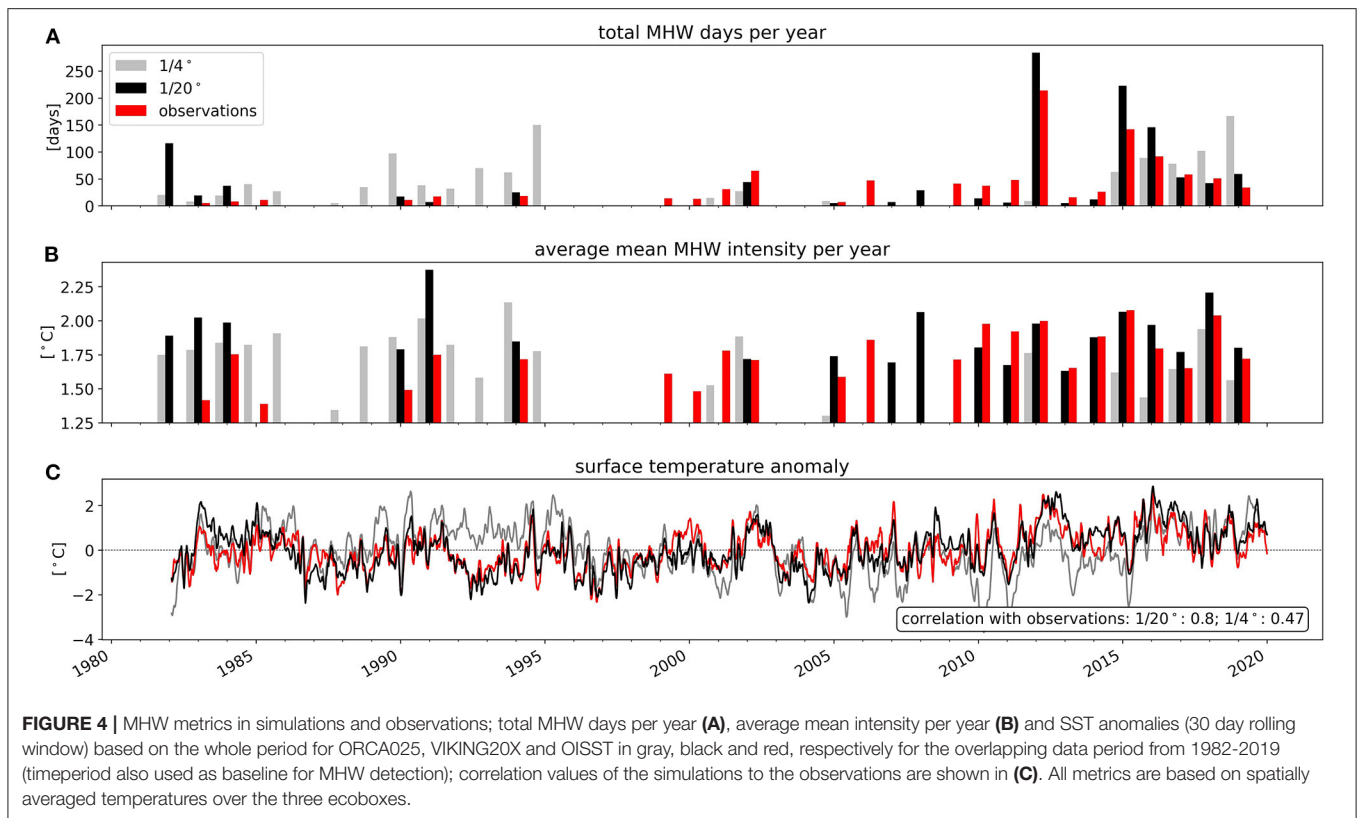 A
total MHW days per year
1/4°
1/20°
observations
[days]
250
200
150
100
50
0
1980
1985
1990
1995
2000
2005
2010
2015
2020
B
average mean MHW intensity per year
[°C]
2.25
2.00
1.75
1.50
1.25
C
surface temperature anomaly
[°C]
2
0
−2
−4
correlation with observations: 1/20°: 0.8; 1/4°: 0.47
FIGURE 4 | MHW metrics in simulations and observations; total MHW days per year (A), average mean intensity per year (B) and SST anomalies (30 day rolling
window) based on the whole period for ORCA025, VIKING20X and OISST in gray, black and red, respectively for the overlapping data period from 1982-2019
(timeperiod also used as baseline for MHW detection); correlation values of the simulations to the observations are shown in (C). All metrics are based on spatially
averaged temperatures over the three ecoboxes.